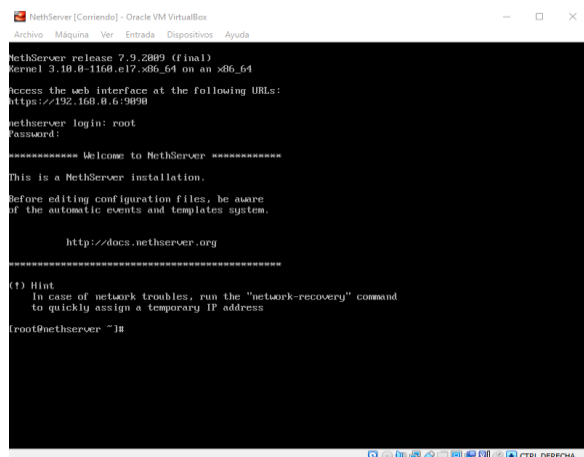 NethServer [Corriendo] - Oracle VM VirtualBox
Archivo Máquina Ver Entrada Dispositivos Ayuda
NethServer release 7.9.2009 (final)
Kernel 3.10.0-1160.el7.x86_64 on an x86_64
Access the web interface at the following URLs:
https://192.168.0.6:9090
nethserver login: root
Password:
************ Welcome to NethServer ************
This is a NethServer installation.
Before editing configuration files, be aware
of the automatic events and templates system.
http://docs.nethserver.org
***********************************************
(!) Hint
In case of network troubles, run the "network-recovery" command
to quickly assign a temporary IP address
[root@nethserver ~]#
CTRL DERECHA